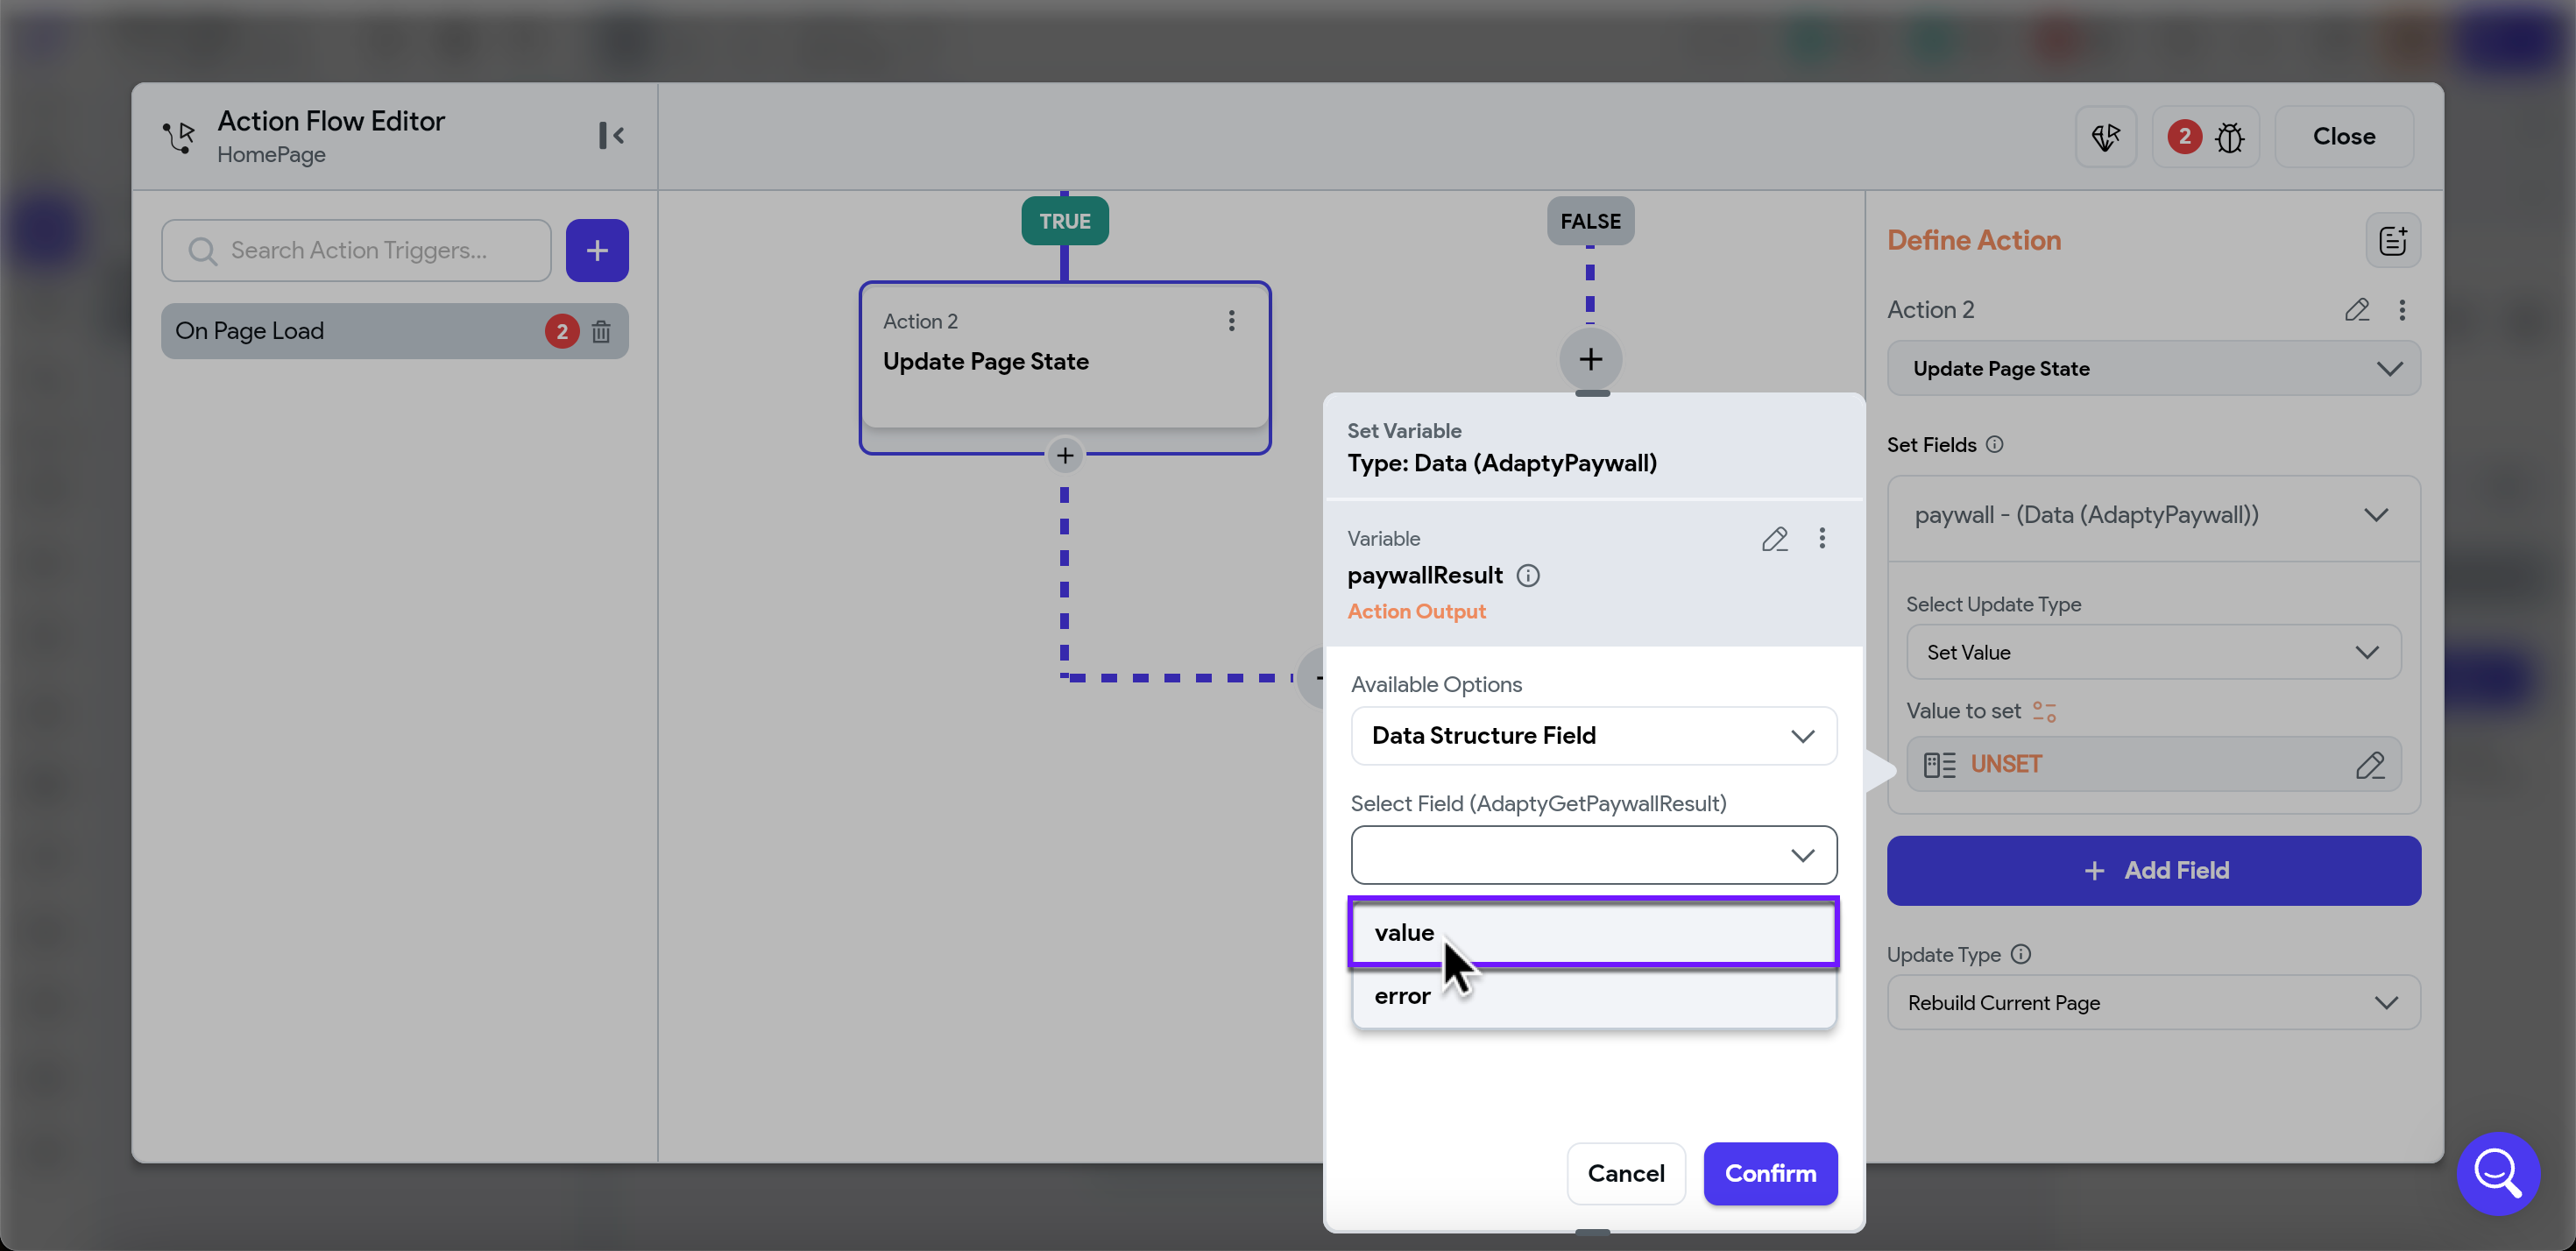 Action Flow Editor
HomePage
2
Close
Search Action Triggers...
On Page Load
2
TRUE
FALSE
Action 2
Update Page State
Set Variable
Type: Data (AdaptyPaywall)
Variable
paywallResult
Action Output
Available Options
Data Structure Field
Select Field (AdaptyGetPaywallResult)
value
error
Cancel
Confirm
Define Action
Action 2
Update Page State
Set Fields
paywall - (Data (AdaptyPaywall))
Select Update Type
Set Value
Value to set
UNSET
Add Field
Update Type
Rebuild Current Page